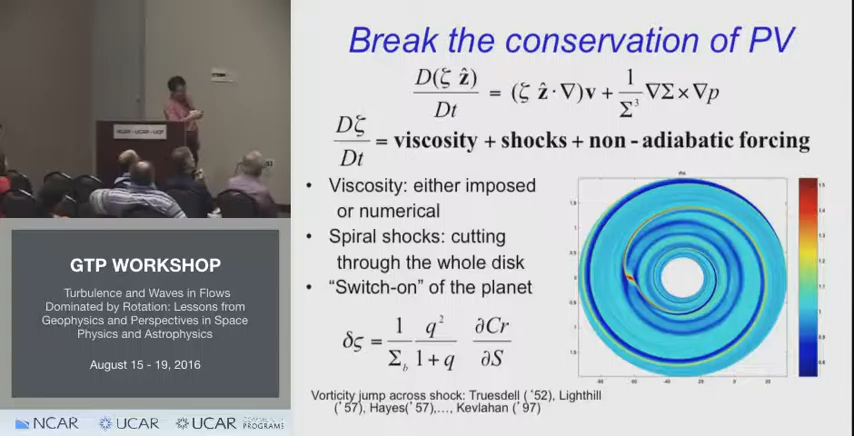 Break the conservation of PV
D(ζ ẑ)/Dt = (ζ ẑ · ∇)v + 1/Σ³ ∇Σ × ∇p
Dζ/Dt = viscosity + shocks + non - adiabatic forcing
• Viscosity: either imposed
or numerical
• Spiral shocks: cutting
through the whole disk
• “Switch-on” of the planet
δς = 1/Σ_b q²/1+q ∂Cr/∂S
Vorticity jump across shock: Truesdell (´52), Lighthill
(´57), Hayes(´57),…, Kevlahan (´97)
NCAR - UCAR - UCP
GTP WORKSHOP
Turbulence and Waves in Flows
Dominated by Rotation: Lessons from
Geophysics and Perspectives in Space
Physics and Astrophysics
August 15 - 19, 2016
NCAR
UCAR
UCAR
PROGRAMS